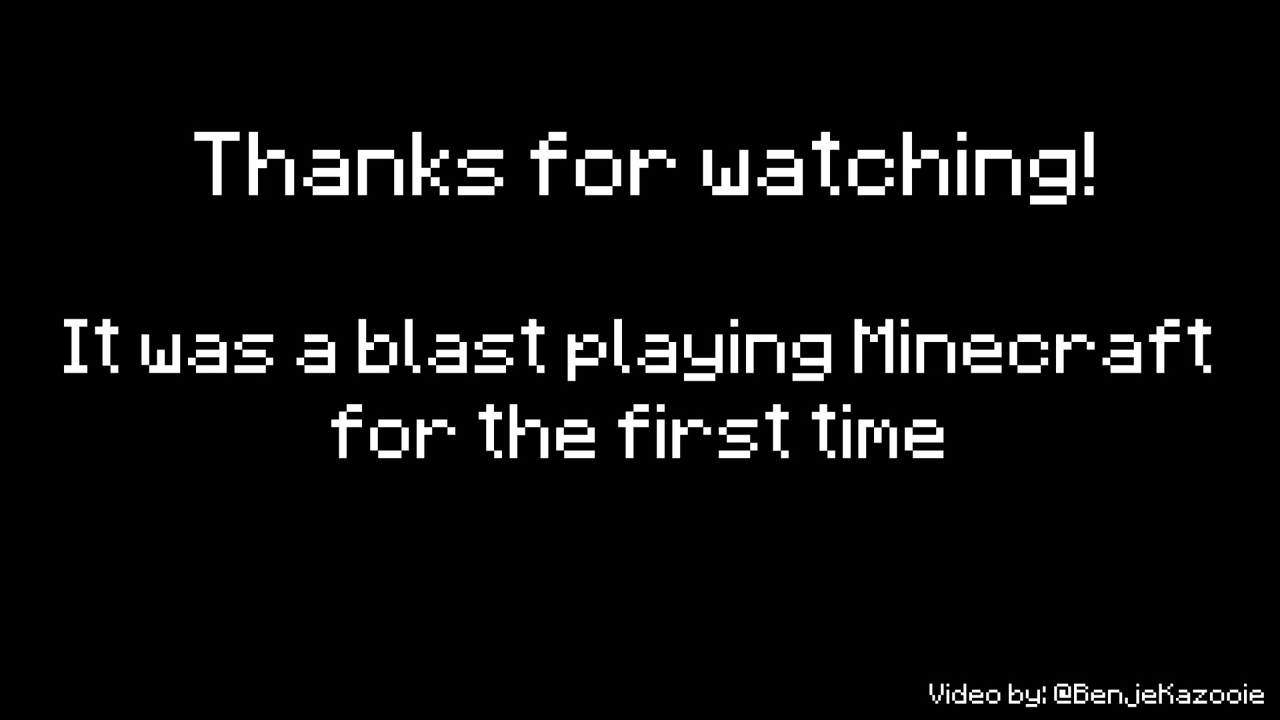 Thanks for watching!
It was a blast playing Minecraft
for the first time
Video by: @BenjeKazooie